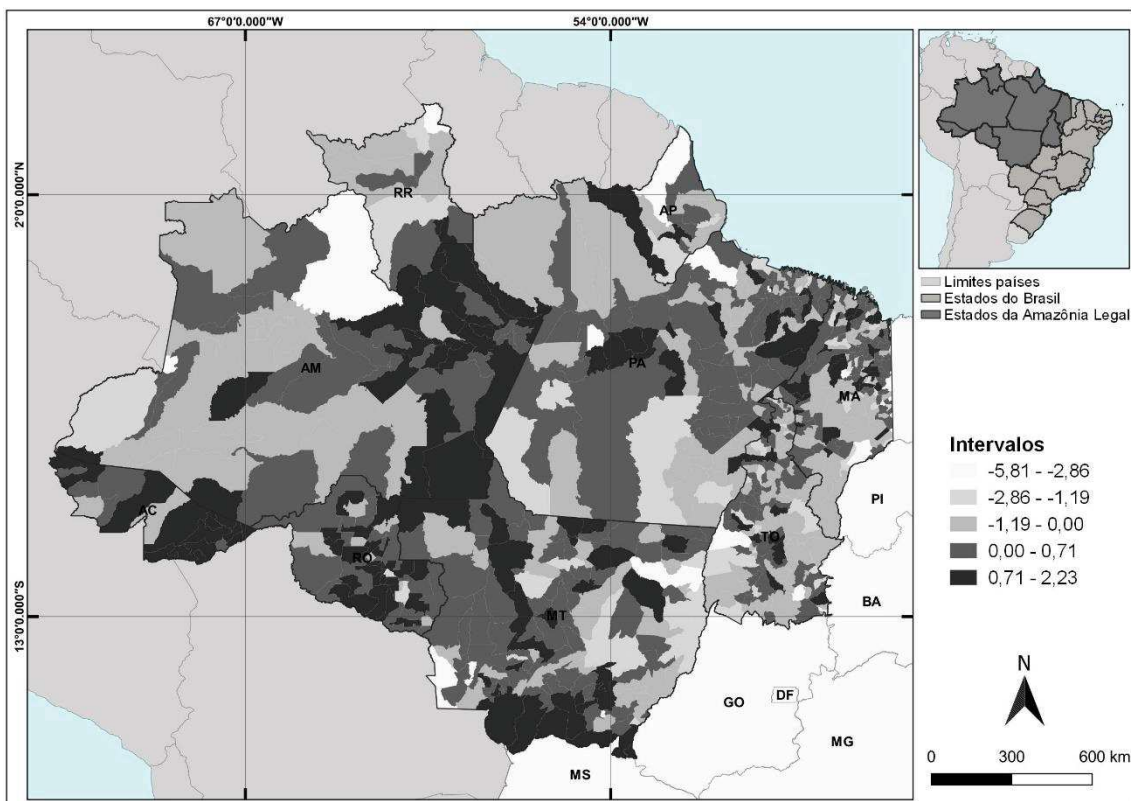 67°0'0.000"W
54°0'0.000"W
2°0'0.000"N
13°0'0.000"S
RR
AP
AM
PA
MA
AC
RO
TO
MT
PI
BA
GO
DF
MG
MS
Limites países
Estados do Brasil
Estados da Amazônia Legal
Intervalos
-5,81 - -2,86
-2,86 - -1,19
-1,19 - 0,00
0,00 - 0,71
0,71 - 2,23
N
0 300 600 km